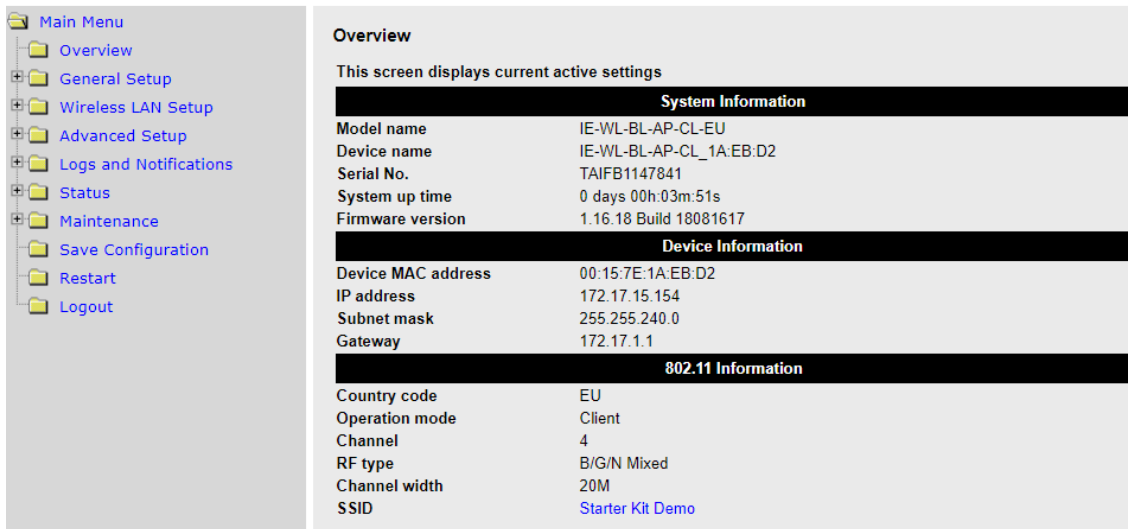 Main Menu
Overview
General Setup
Wireless LAN Setup
Advanced Setup
Logs and Notifications
Status
Maintenance
Save Configuration
Restart
Logout
Overview
This screen displays current active settings
System Information
Model name IE-WL-BL-AP-CL-EU
Device name IE-WL-BL-AP-CL_1A:EB:D2
Serial No. TAIFB1147841
System up time 0 days 00h:03m:51s
Firmware version 1.16.18 Build 18081617
Device Information
Device MAC address 00:15:7E:1A:EB:D2
IP address 172.17.15.154
Subnet mask 255.255.240.0
Gateway 172.17.1.1
802.11 Information
Country code EU
Operation mode Client
Channel 4
RF type B/G/N Mixed
Channel width 20M
SSID Starter Kit Demo